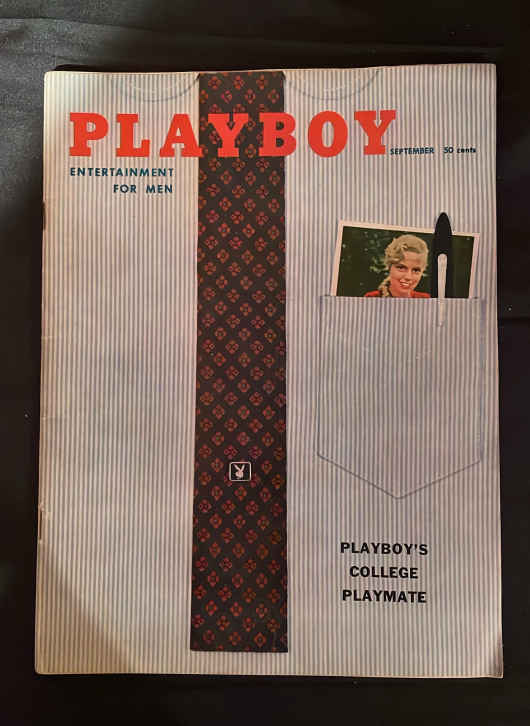 PLAYBOY
SEPTEMBER 50 cents
ENTERTAINMENT
FOR MEN
PLAYBOY'S
COLLEGE
PLAYMATE